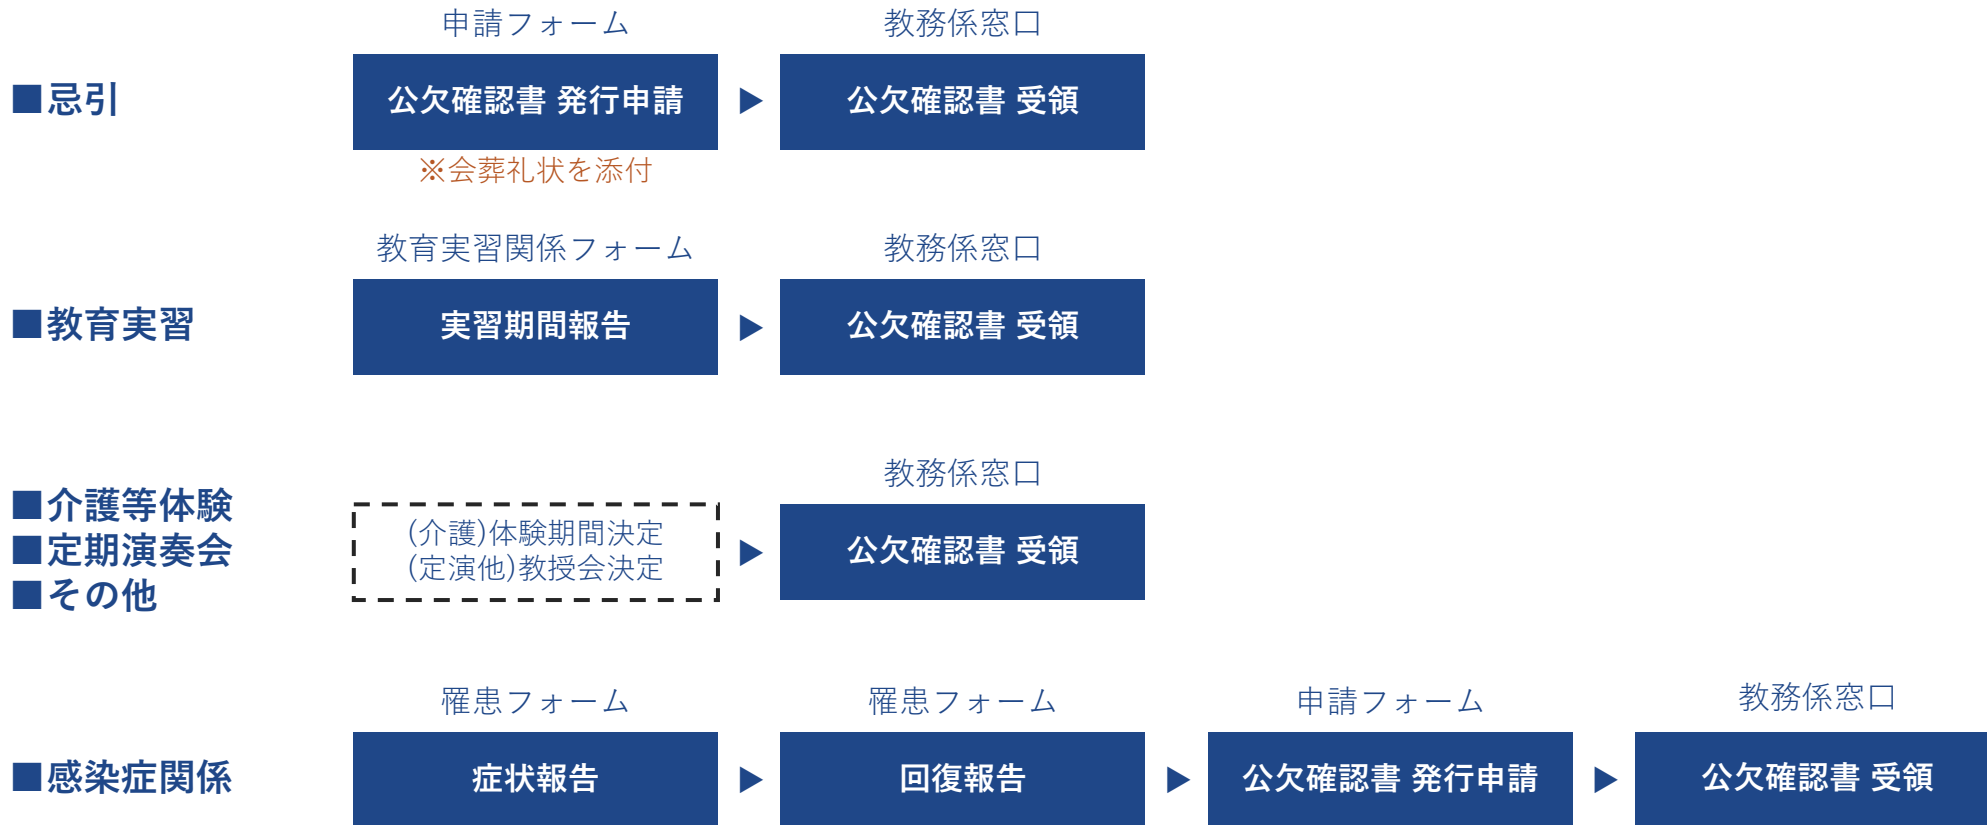 申請フォーム
教務係窓口
■忌引
公欠確認書 発行申請
▶
公欠確認書 受領
※会葬礼状を添付
教育実習関係フォーム
教務係窓口
■教育実習
実習期間報告
▶
公欠確認書 受領
教務係窓口
■介護等体験
■定期演奏会
■その他
(介護)体験期間決定
(定演他)教授会決定
▶
公欠確認書 受領
罹患フォーム
罹患フォーム
申請フォーム
教務係窓口
■感染症関係
症状報告
▶
回復報告
▶
公欠確認書 発行申請
▶
公欠確認書 受領